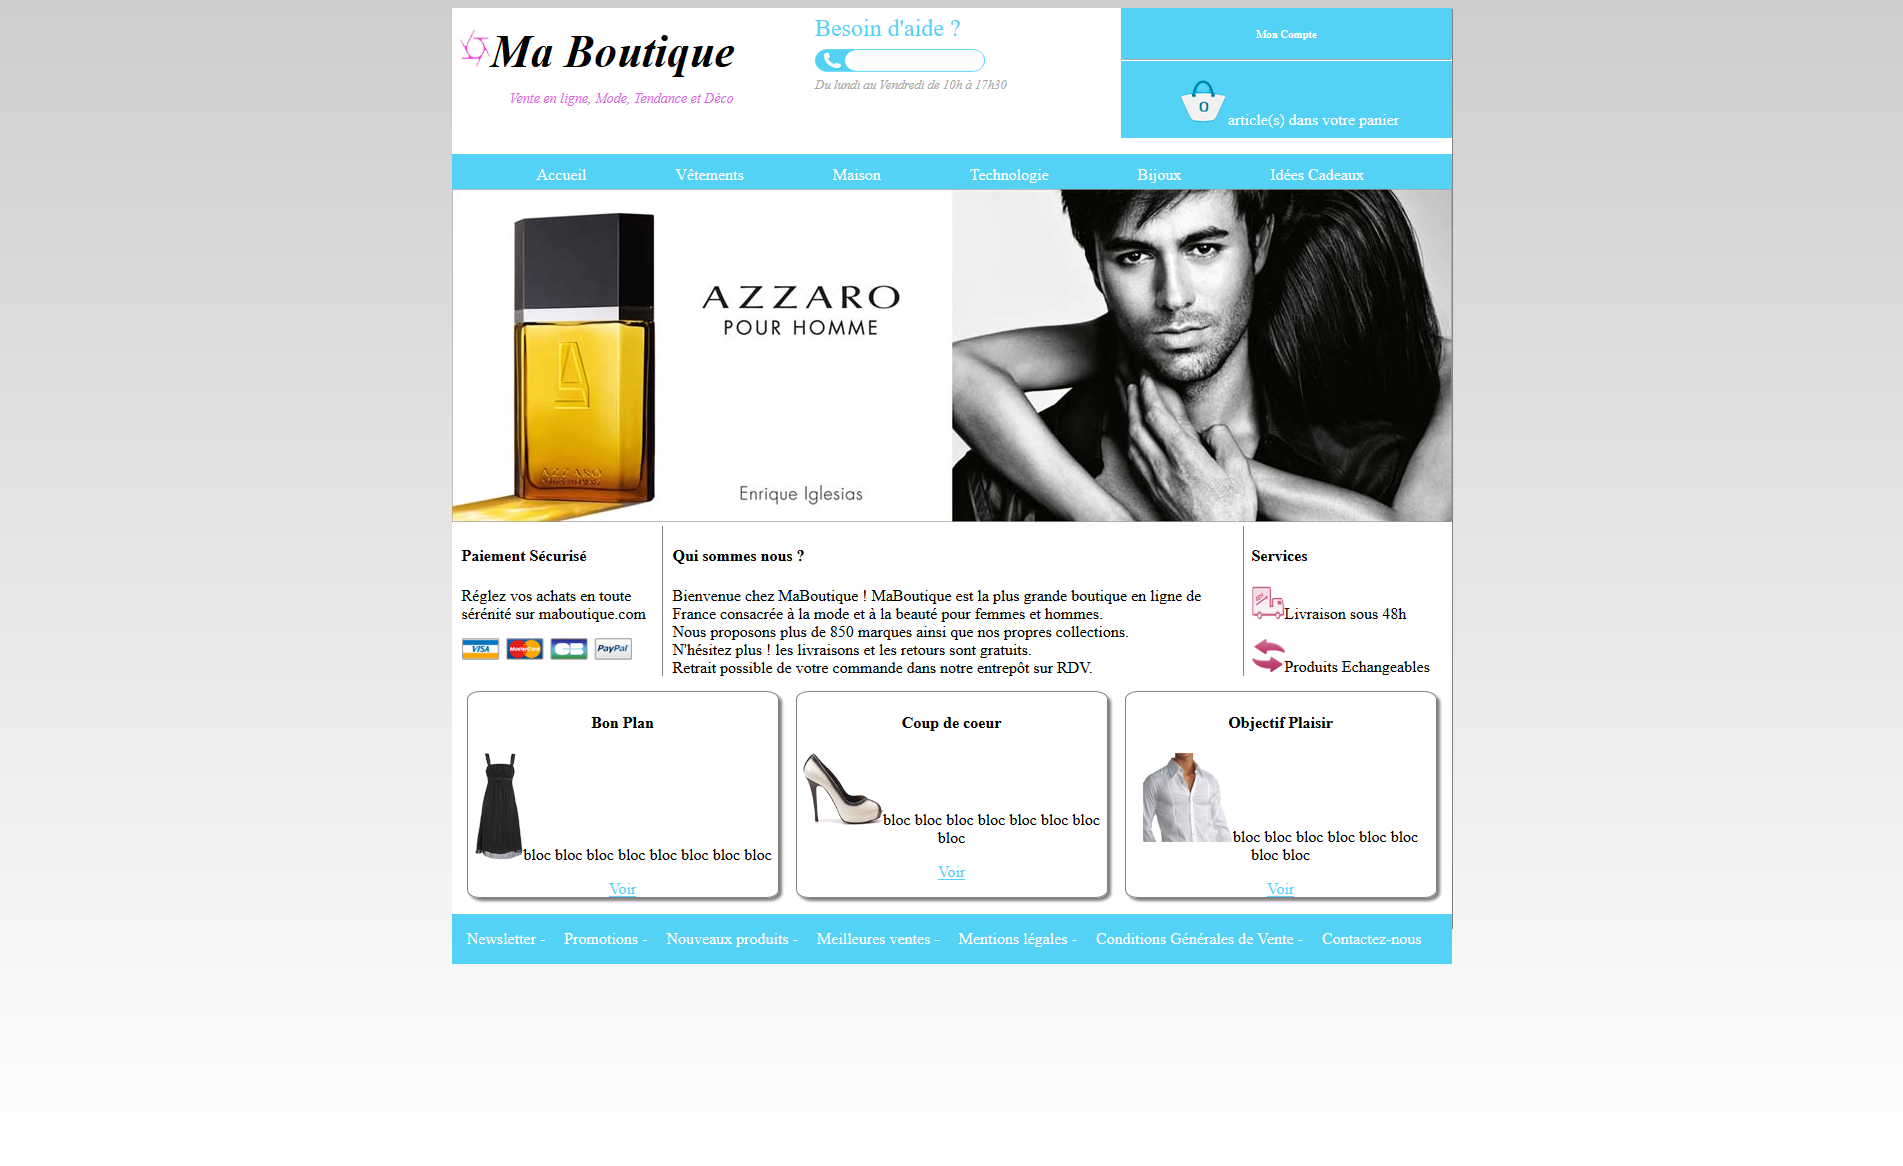 Ma Boutique
Vente en ligne, Mode, Tendance et Déco
Besoin d'aide ?
Du lundi au Vendredi de 10h à 17h30
Mon Compte
0
article(s) dans votre panier
Accueil Vêtements Maison Technologie Bijoux Idées Cadeaux
AZZARO
POUR HOMME
AZZARO
Enrique Iglesias
Paiement Sécurisé
Réglez vos achats en toute
sérénité sur maboutique.com
VISA MasterCard CB PayPal
Qui sommes nous ?
Bienvenue chez MaBoutique ! MaBoutique est la plus grande boutique en ligne de
France consacrée à la mode et à la beauté pour femmes et hommes.
Nous proposons plus de 850 marques ainsi que nos propres collections.
N'hésitez plus ! les livraisons et les retours sont gratuits.
Retrait possible de votre commande dans notre entrepôt sur RDV.
Services
Livraison sous 48h
Produits Echangeables
Bon Plan
bloc bloc bloc bloc bloc bloc bloc bloc
Voir
Coup de coeur
bloc bloc bloc bloc bloc bloc bloc
bloc
Voir
Objectif Plaisir
bloc bloc bloc bloc bloc bloc
bloc bloc
Voir
Newsletter - Promotions - Nouveaux produits - Meilleures ventes - Mentions légales - Conditions Générales de Vente - Contactez-nous